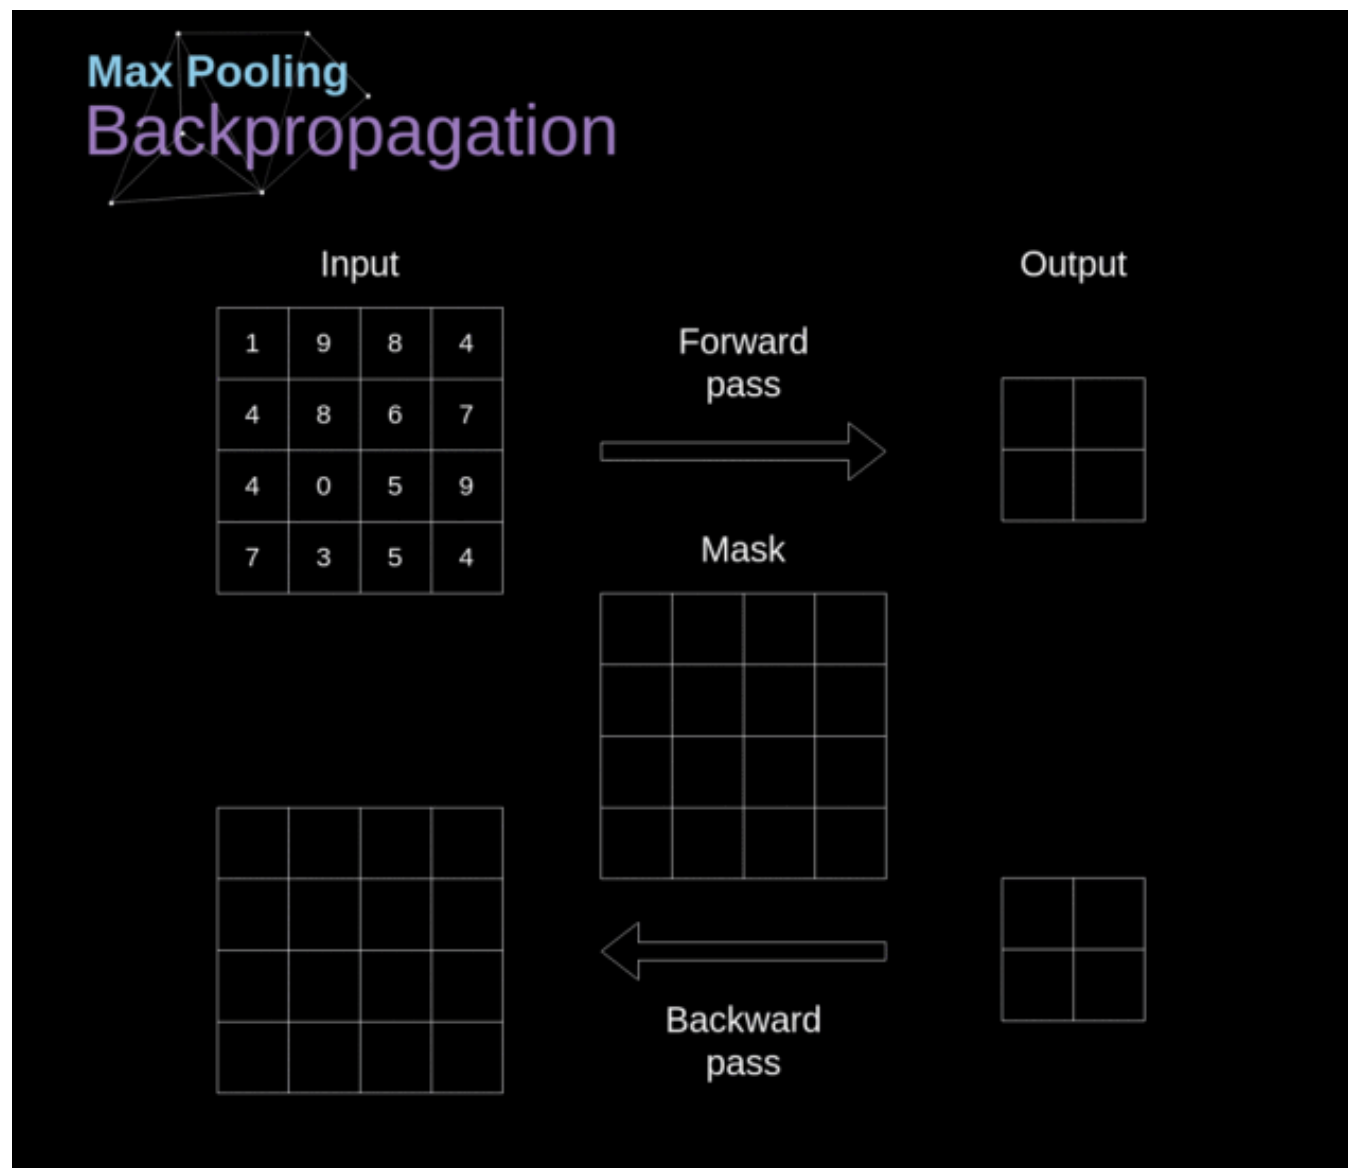 Max Pooling
Backpropagation
Input
Output
1 9 8 4
4 8 6 7
4 0 5 9
7 3 5 4
Forward
pass
Mask
Backward
pass